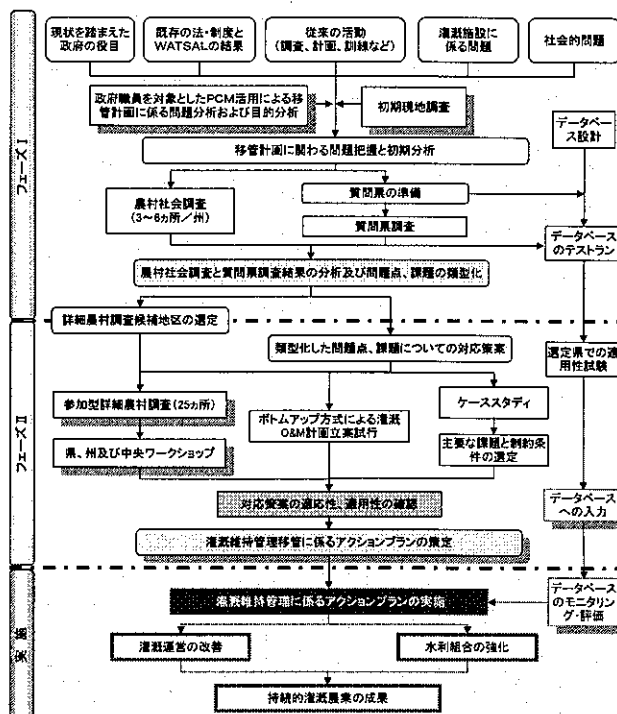 現状を踏まえた
政府の役目
既存の法・制度と
WATSALの結果
従来の活動
(調査、計画、訓練など)
灌漑施設に
係る問題
社会的問題
政府職員を対象としたPCM活用による移
管計画に係る問題分析および目的分析
初期現地調査
データベー
ス設計
フェーズ I
移管計画に関わる問題把握と初期分析
農村社会調査
(3〜6ヵ所/州)
質問票の準備
質問票調査
データベース
のテストラン
農村社会調査と質問票調査結果の分析及び問題点、課題の類型化
詳細農村調査候補地区の選定
類型化した問題点、課題についての対応策案
選定県での適
用性試験
フェーズ II
参加型詳細農村調査(25ヵ所)
ボトムアップ方式による灌漑
O&M計画立案試行
ケーススタディ
県、州及び中央ワークショップ
主要な課題と制約条
件の選定
対応策案の適応性、適用性の確認
データベース
への入力
灌漑維持管理移管に係るアクションプランの策定
実施
灌漑維持管理に係るアクションプランの実施
データベース
のモニタリン
グ・評価
灌漑運営の改善
水利組合の強化
持続的灌漑農業の成果